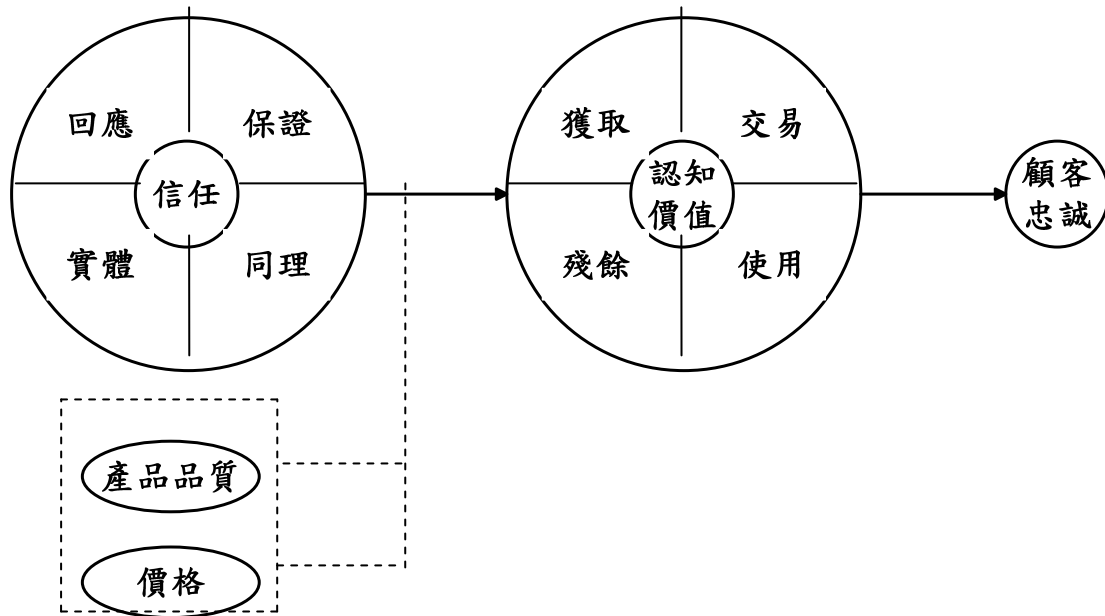 回應
保證
信任
實體
同理
獲取
交易
認知
價值
殘餘
使用
顧客
忠誠
產品品質
價格